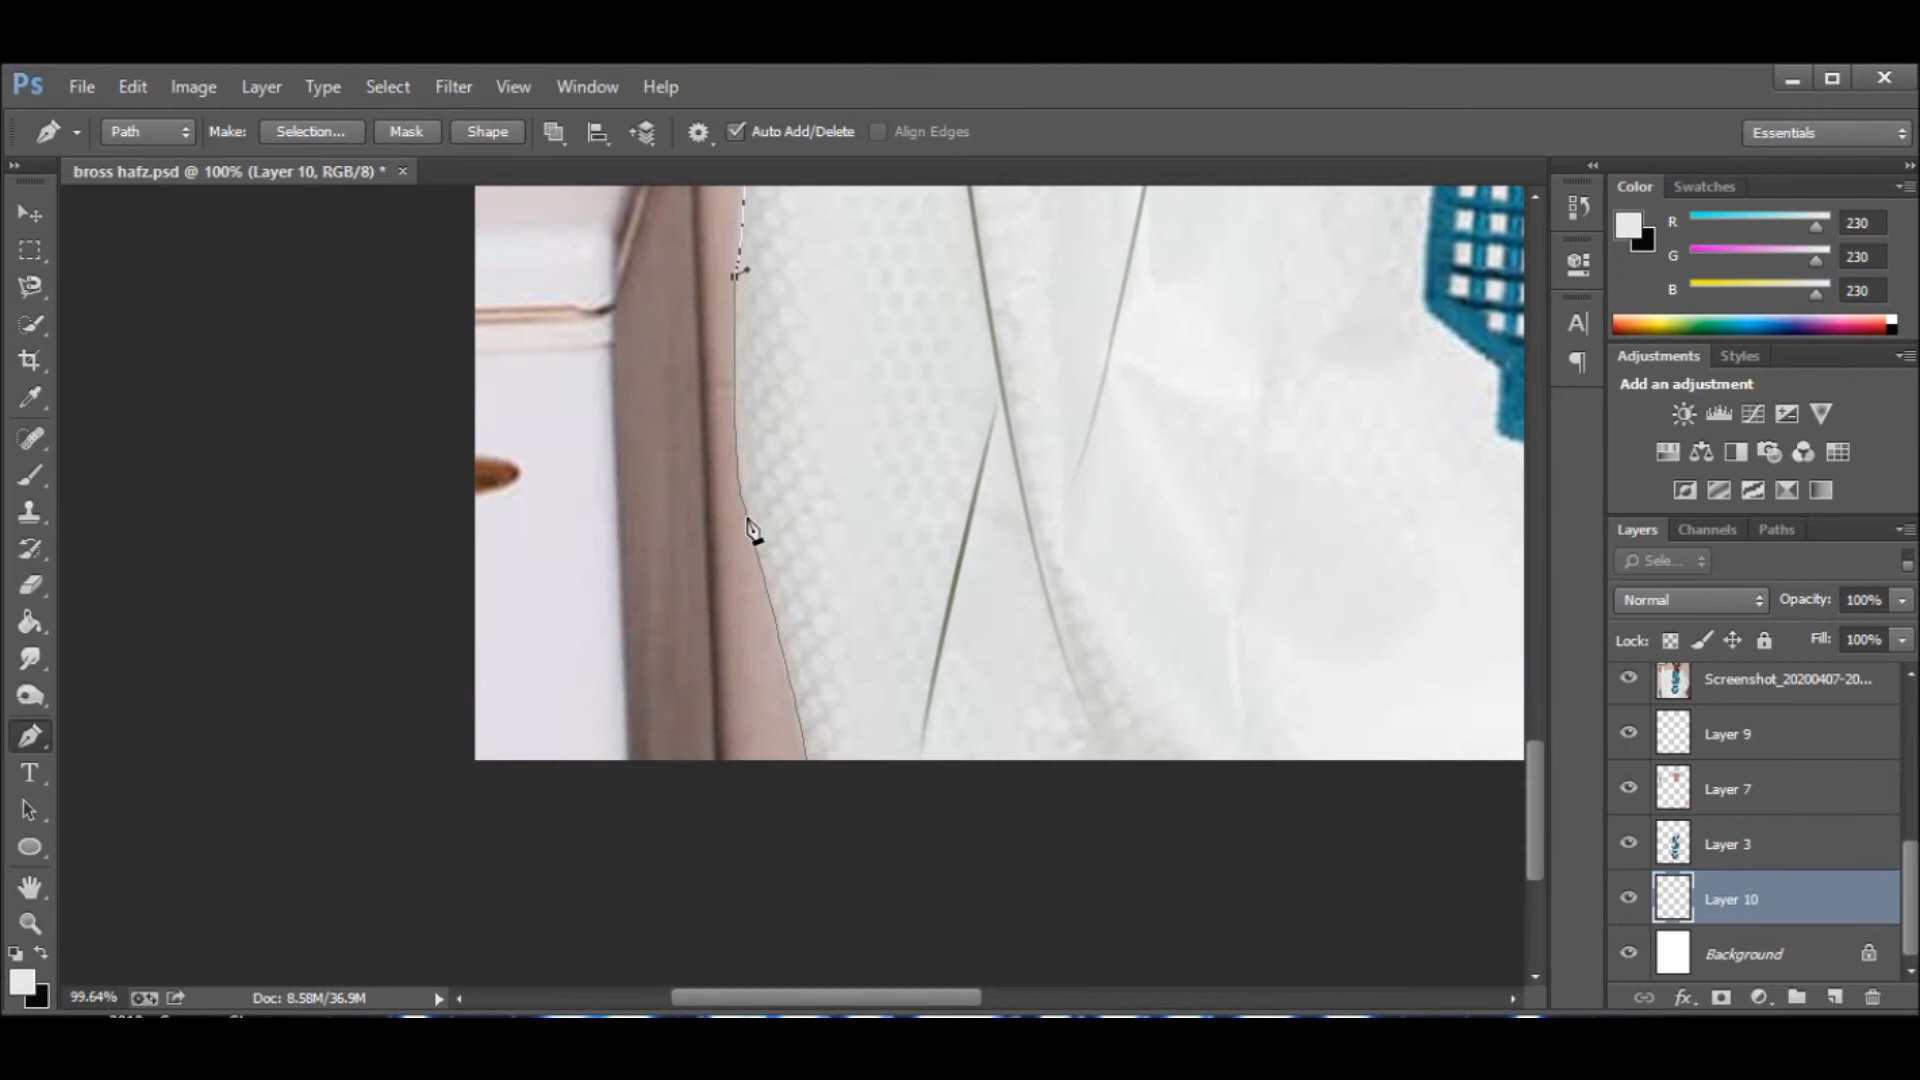 Ps File Edit Image Layer Type Select Filter View Window Help
Path Make: Selection... Mask Shape Auto Add/Delete Align Edges Essentials
bross hafz.psd @ 100% (Layer 10, RGB/8) * ×
Color Swatches
R 230
G 230
B 230
Adjustments Styles
Add an adjustment
Layers Channels Paths
Sele...
Normal Opacity: 100%
Lock: Fill: 100%
Screenshot_20200407-20...
Layer 9
Layer 7
Layer 3
Layer 10
Background
99.64% Doc: 8.58M/36.9M